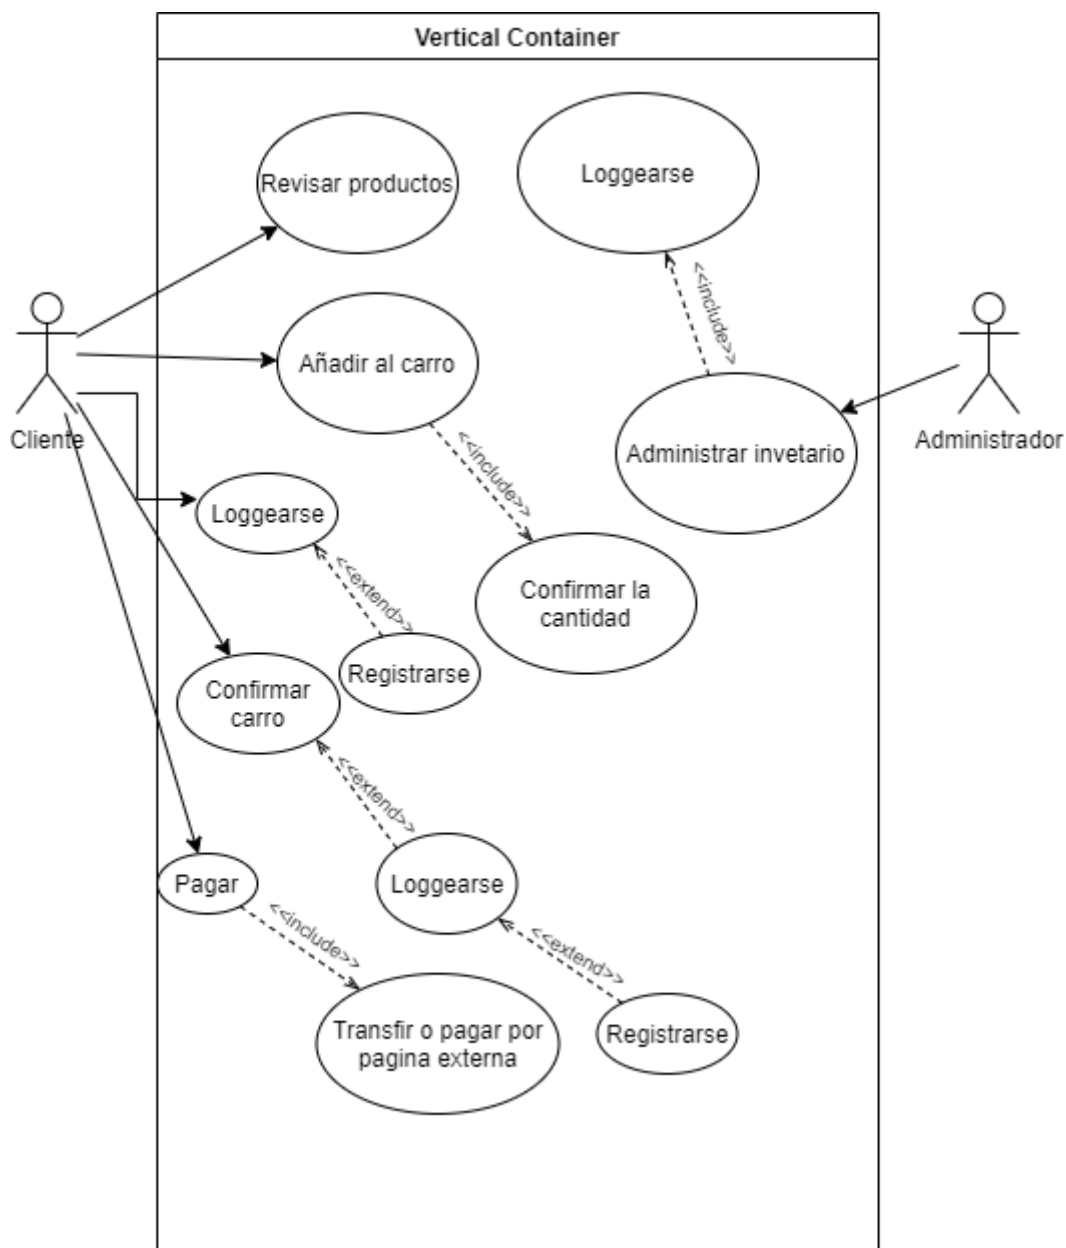 Vertical Container
Revisar productos
Loggearse
<<include>>
Añadir al carro
Cliente
Administrador
Administrar invetario
<<include>>
Loggearse
Confirmar la
cantidad
<<extend>>
Registrarse
Confirmar
carro
<<extend>>
Pagar
Loggearse
<<include>>
<<extend>>
Transfir o pagar por
pagina externa
Registrarse